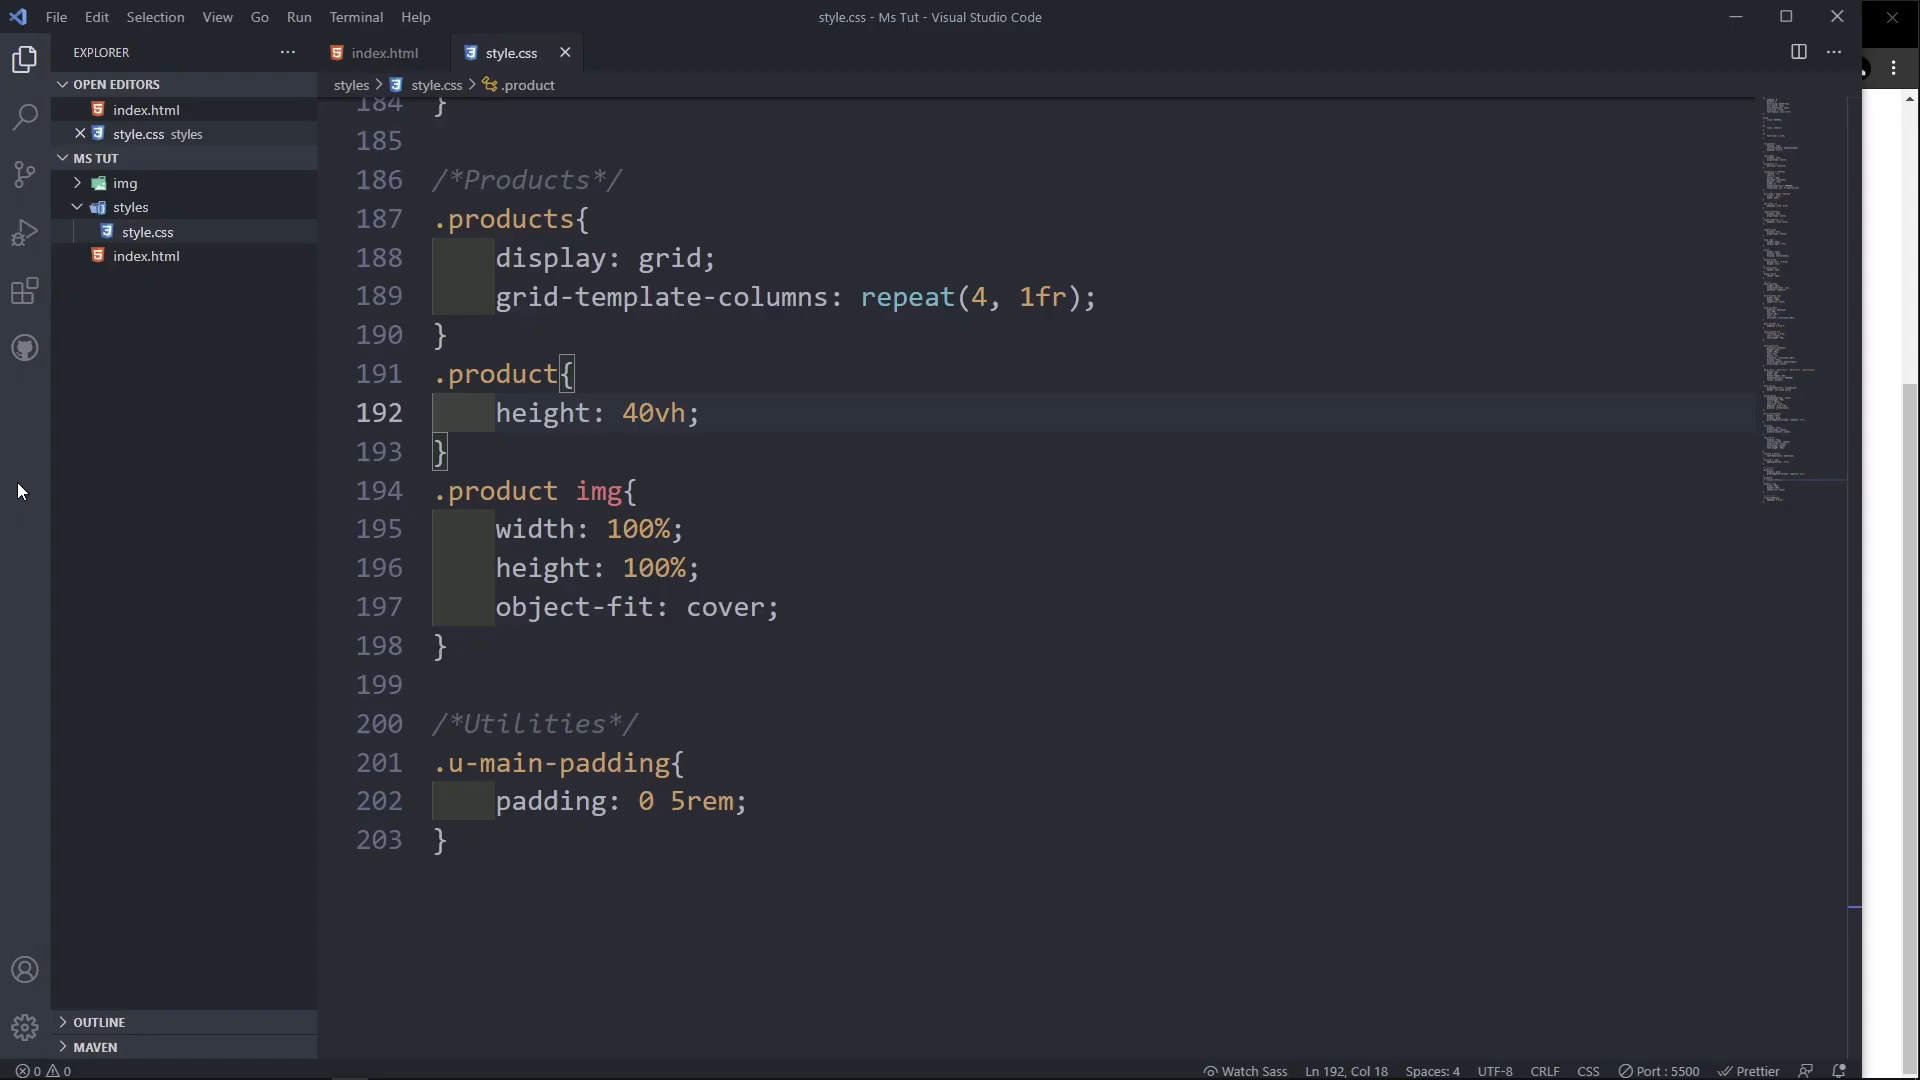 File Edit Selection View Go Run Terminal Help
style.css - Ms Tut - Visual Studio Code
EXPLORER
index.html
style.css
OPEN EDITORS
index.html
style.css styles
MS TUT
img
styles
style.css
index.html
OUTLINE
MAVEN
styles > style.css > .product
184 }
185
186 /*Products*/
187 .products{
188 display: grid;
189 grid-template-columns: repeat(4, 1fr);
190 }
191 .product{
192 height: 40vh;
193 }
194 .product img{
195 width: 100%;
196 height: 100%;
197 object-fit: cover;
198 }
199
200 /*Utilities*/
201 .u-main-padding{
202 padding: 0 5rem;
203 }
0 0
Watch Sass Ln 192, Col 18 Spaces: 4 UTF-8 CRLF CSS Port : 5500 Prettier